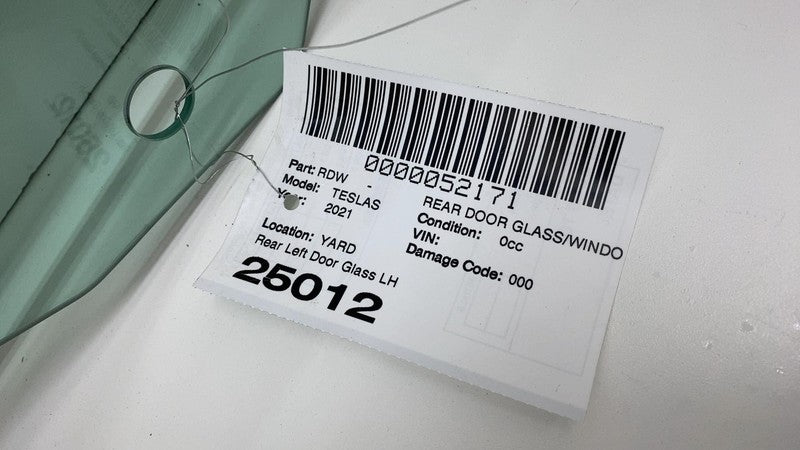 0000052171
Part: RDW - REAR DOOR GLASS/WINDO
Model: TESLAS Condition: 0cc
Year: 2021 VIN:
Damage Code: 000
Location: YARD
Rear Left Door Glass LH
25012